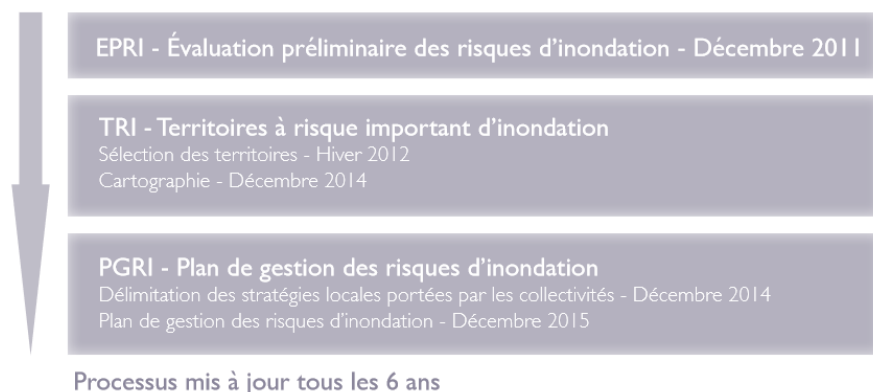 EPRI - Évaluation préliminaire des risques d'inondation - Décembre 2011
TRI - Territoires à risque important d'inondation
Sélection des territoires - Hiver 2012
Cartographie - Décembre 2014
PGRI - Plan de gestion des risques d'inondation
Délimitation des stratégies locales portées par les collectivités - Décembre 2014
Plan de gestion des risques d'inondation - Décembre 2015
Processus mis à jour tous les 6 ans